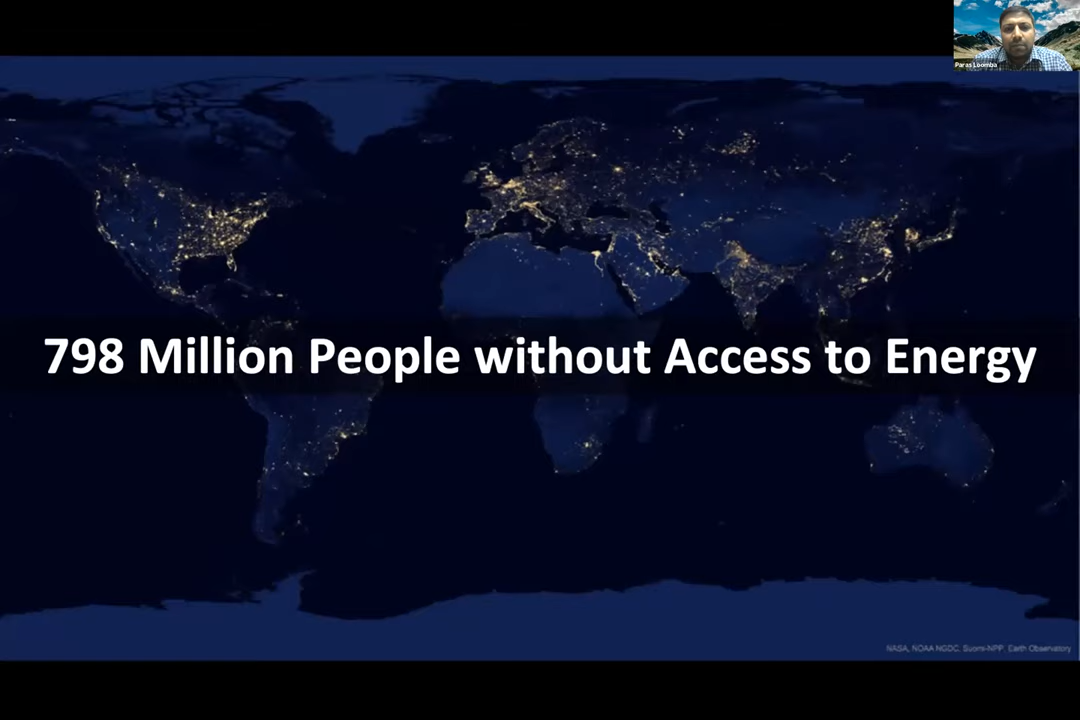 Paras Loomba
798 Million People without Access to Energy
NASA, NOAA NGDC, Suomi-NPP, Earth Observatory